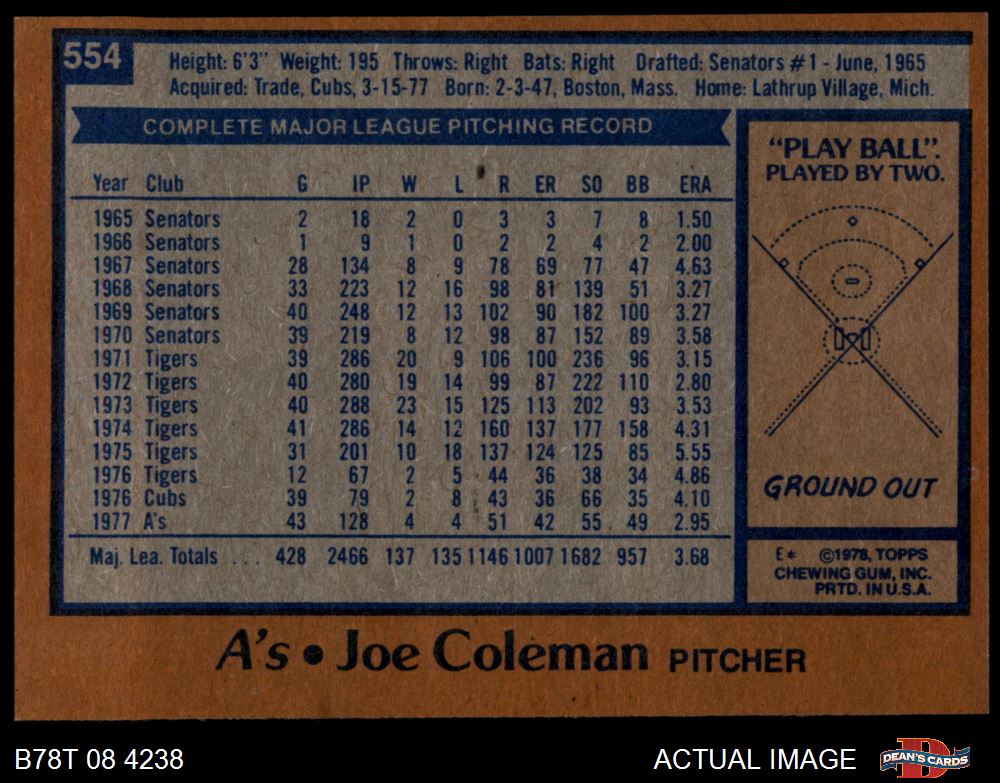 554
Height: 6'3" Weight: 195 Throws: Right Bats: Right Drafted: Senators #1 - June, 1965
Acquired: Trade, Cubs, 3-15-77 Born: 2-3-47, Boston, Mass. Home: Lathrup Village, Mich.
COMPLETE MAJOR LEAGUE PITCHING RECORD
Year Club G IP W L R ER SO BB ERA
1965 Senators 2 18 2 0 3 3 7 8 1.50
1966 Senators 1 9 1 0 2 2 4 2 2.00
1967 Senators 28 134 8 9 78 69 77 47 4.63
1968 Senators 33 223 12 16 98 81 139 51 3.27
1969 Senators 40 248 12 13 102 90 182 100 3.27
1970 Senators 39 219 8 12 98 87 152 89 3.58
1971 Tigers 39 286 20 9 106 100 236 96 3.15
1972 Tigers 40 280 19 14 99 87 222 110 2.80
1973 Tigers 40 288 23 15 125 113 202 93 3.53
1974 Tigers 41 286 14 12 160 137 177 158 4.31
1975 Tigers 31 201 10 18 137 124 125 85 5.55
1976 Tigers 12 67 2 5 44 36 38 34 4.86
1976 Cubs 39 79 2 8 43 36 66 35 4.10
1977 A's 43 128 4 4 51 42 55 49 2.95
Maj. Lea. Totals ... 428 2466 137 135 1146 1007 1682 957 3.68
"PLAY BALL".
PLAYED BY TWO.
GROUND OUT
E* ©1978, TOPPS
CHEWING GUM, INC.
PRTD. IN U.S.A.
A's • Joe Coleman PITCHER
B78T 08 4238
ACTUAL IMAGE
D
DEAN'S CARDS